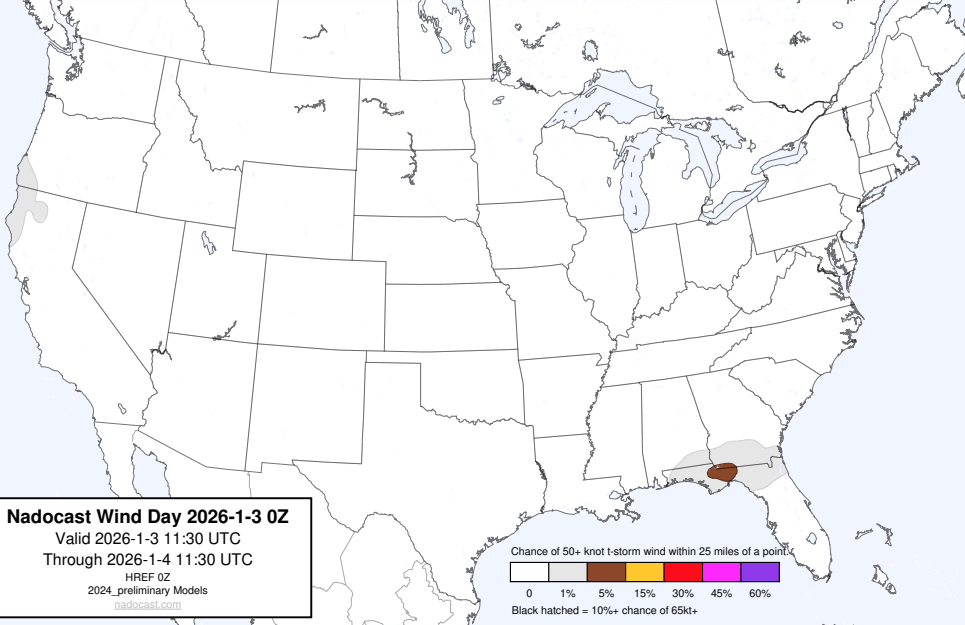 Nadocast Wind Day 2026-1-3 0Z
Valid 2026-1-3 11:30 UTC
Through 2026-1-4 11:30 UTC
HREF 0Z
2024_preliminary Models
nadocast.com
Chance of 50+ knot t-storm wind within 25 miles of a point.
0 1% 5% 15% 30% 45% 60%
Black hatched = 10%+ chance of 65kt+